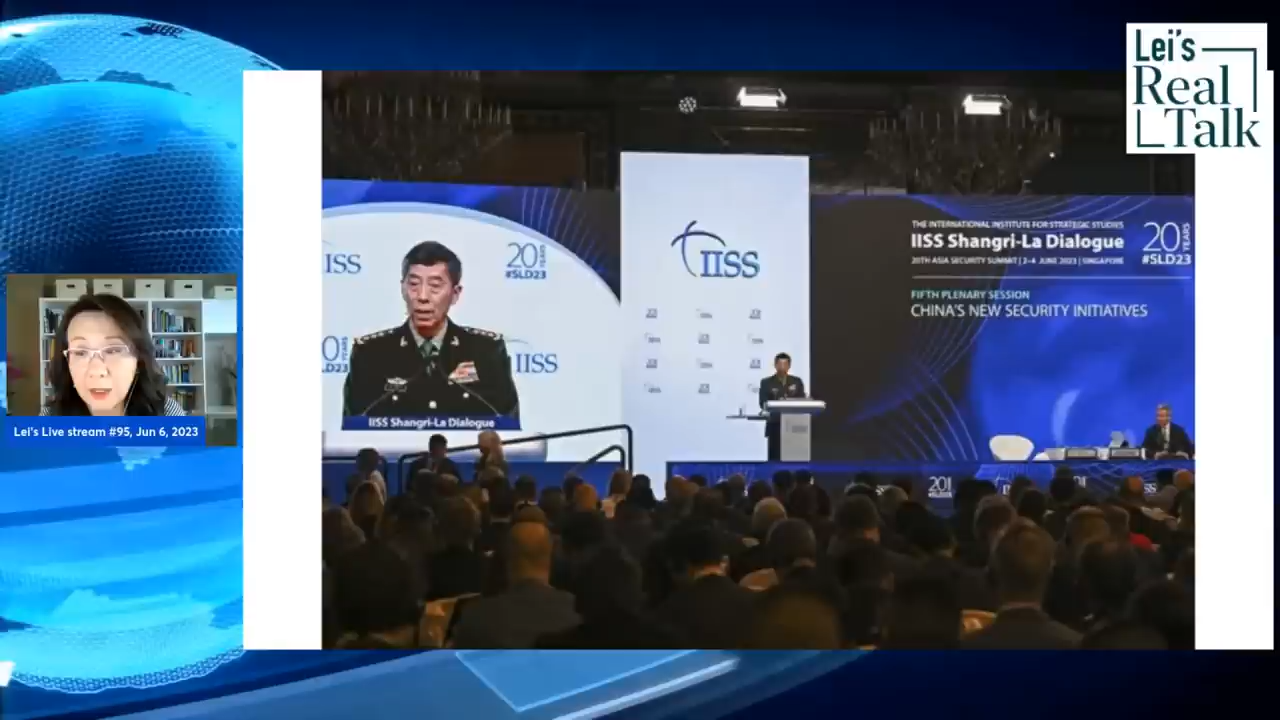 Lei's
Real
Talk
THE INTERNATIONAL INSTITUTE FOR STRATEGIC STUDIES
IISS Shangri-La Dialogue
20TH ASIA SECURITY SUMMIT | 2–4 JUNE 2023 | SINGAPORE
20 YEARS
#SLD23
FIFTH PLENARY SESSION
CHINA'S NEW SECURITY INITIATIVES
IISS
20 YEARS
#SLD23
ISS
IISS
IISS Shangri-La Dialogue
Lei's Live stream #95, Jun 6, 2023